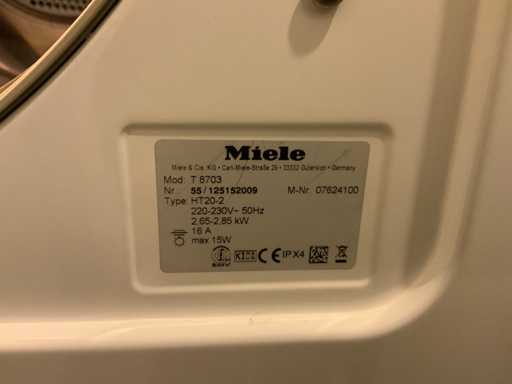 Miele
Miele & Cie. KG • Carl-Miele-Straße 29 • 33332 Gütersloh • Germany
Mod: T 8703
Nr.: 55 / 125152009 M-Nr. 07624100
Type: HT20-2
220-230V~ 50Hz
2,65-2,85 kW
16 A
max 15W
CE IPX4